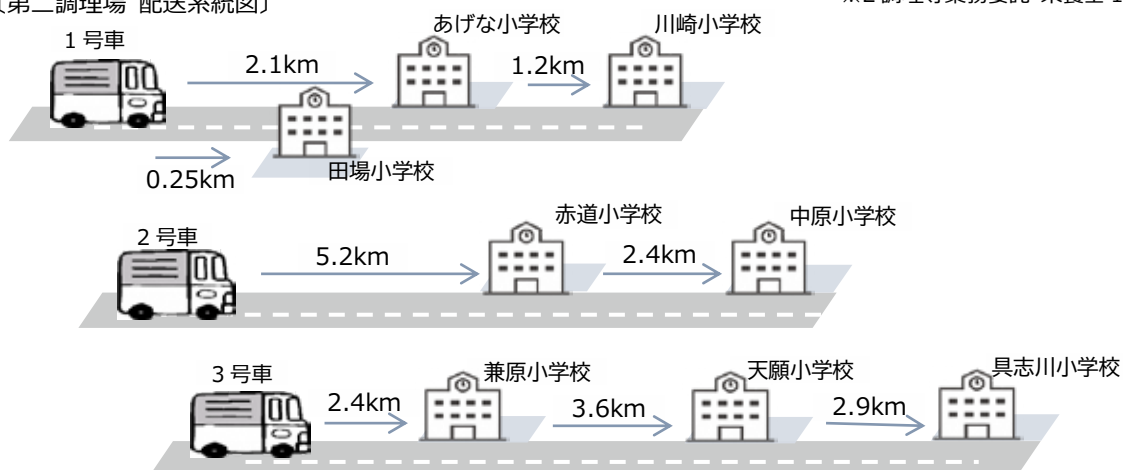 〔第二調理場 配送系統図〕
1号車
2.1km
あげな小学校
1.2km
川崎小学校
0.25km
田場小学校
2号車
5.2km
赤道小学校
2.4km
中原小学校
3号車
2.4km
兼原小学校
3.6km
天願小学校
2.9km
具志川小学校